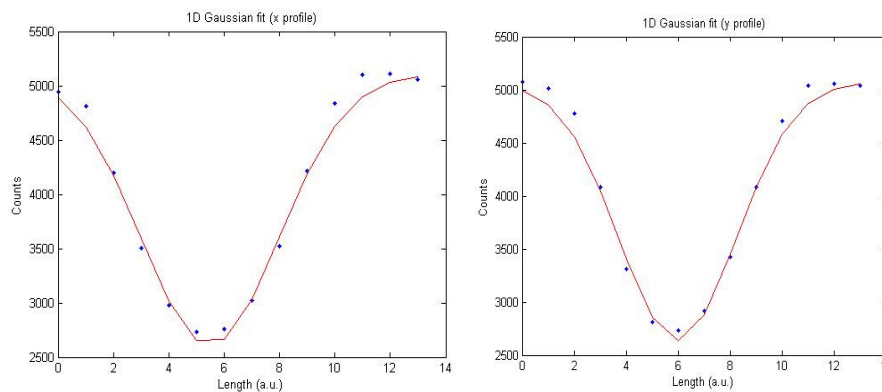 1D Gaussian fit (x profile)
5500
5000
4500
4000
3500
3000
2500
Counts
0 2 4 6 8 10 12 14
Length (a.u.)
1D Gaussian fit (y profile)
5500
5000
4500
4000
3500
3000
2500
Counts
0 2 4 6 8 10 12
Length (a.u.)